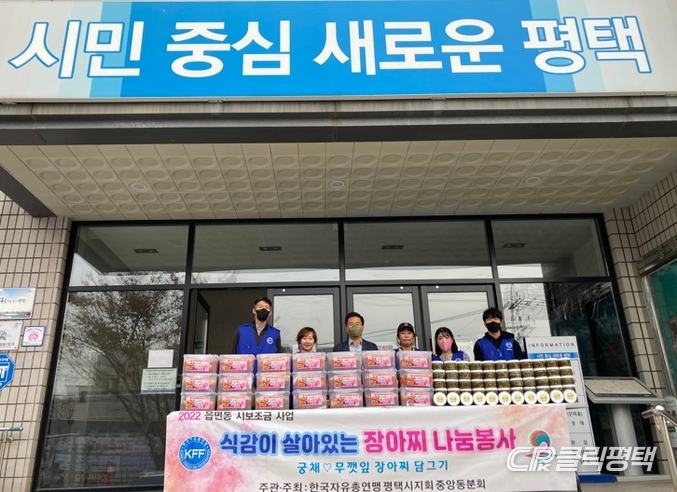 시민 중심 새로운 평택
INFORMATION
2022 읍면동 시보조금 사업
식감이 살아있는 장아찌 나눔봉사
KFF
궁채♡무깻잎 장아찌 담그기
주관·주최 : 한국자유총연맹 평택시지회 중앙동분회
CP클릭평택